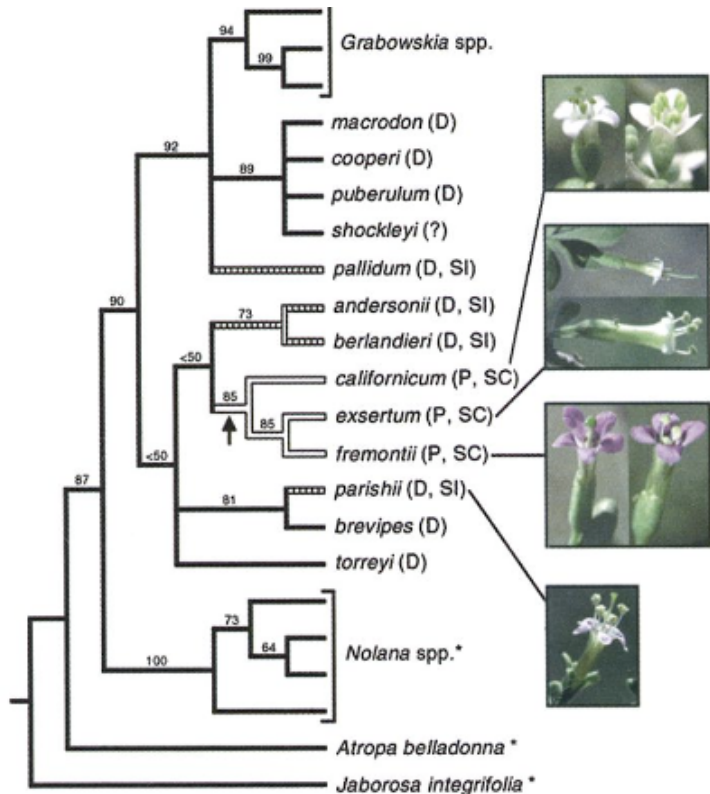 94
Grabowskia spp.
99
macrodon (D)
92
cooperi (D)
89
puberulum (D)
shockleyi (?)
pallidum (D, SI)
90
73
andersonii (D, SI)
berlandieri (D, SI)
<50
californicum (P, SC)
85
exsertum (P, SC)
85
<50
fremontii (P, SC)
87
81
parishii (D, SI)
brevipes (D)
torreyi (D)
73
64
Nolana spp.*
100
Atropa belladonna *
Jaborosa integrifolia *